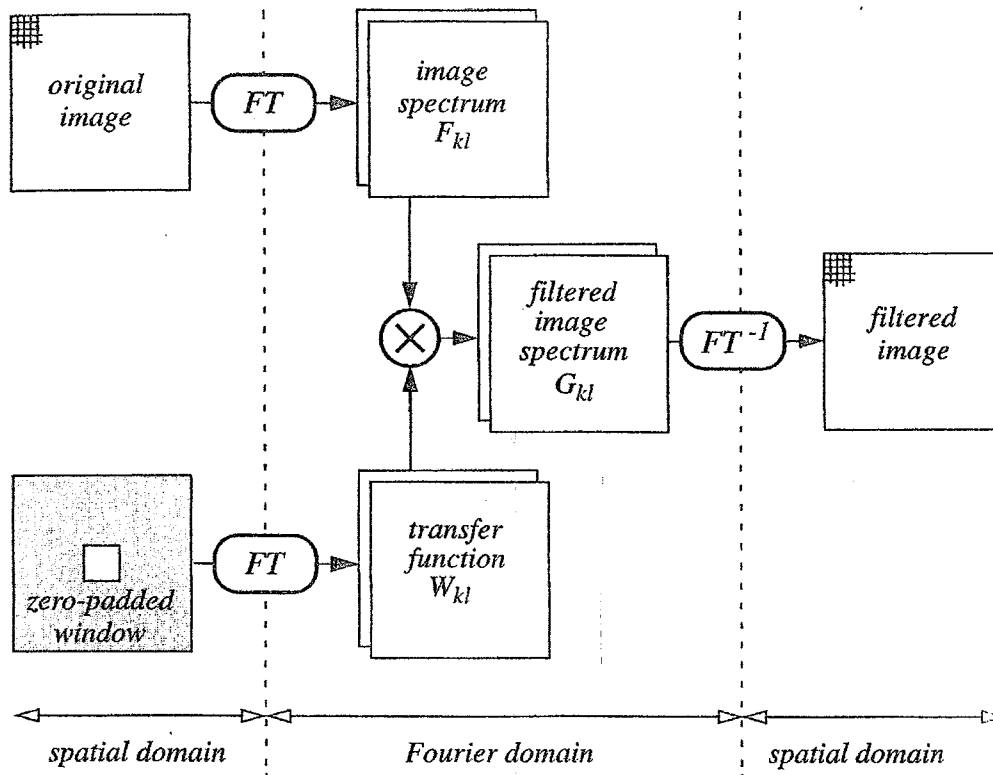 original
image
FT
image
spectrum
F_kl
filtered
image
spectrum
G_kl
FT^-1
filtered
image
zero-padded
window
FT
transfer
function
W_kl
spatial domain
Fourier domain
spatial domain